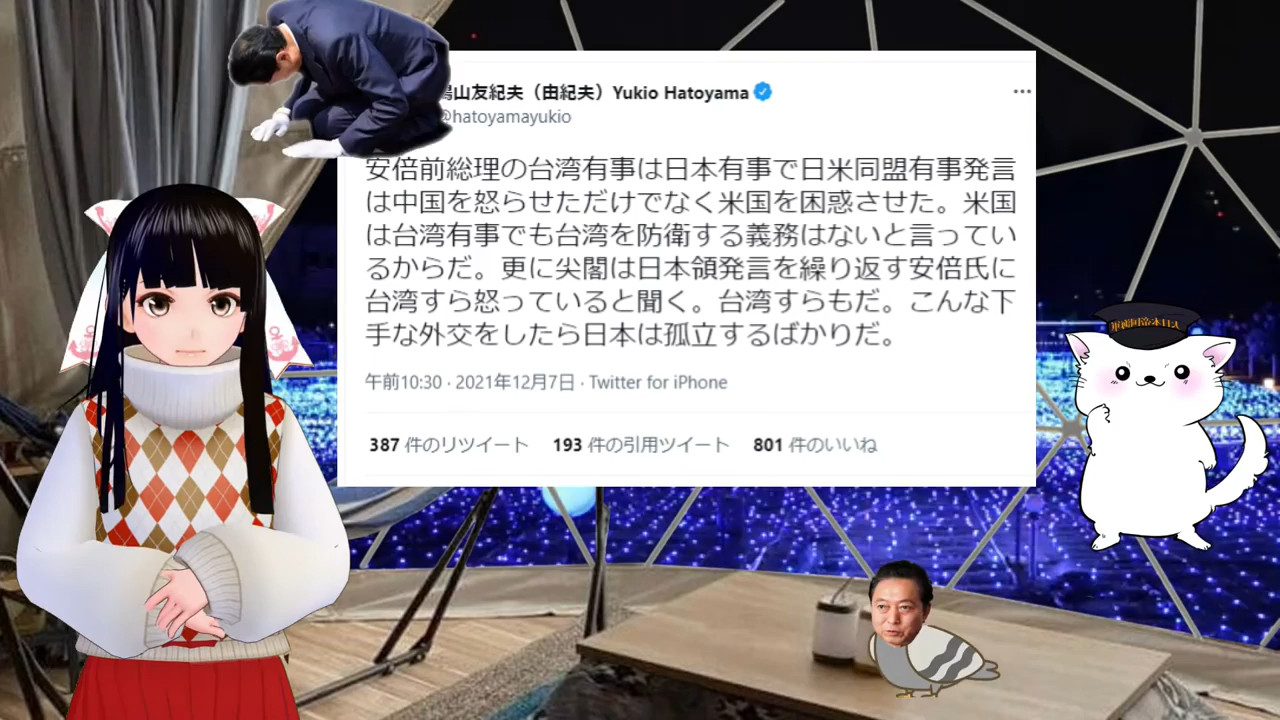 鳩山友紀夫（由紀夫）Yukio Hatoyama
@hatoyamayukio
安倍前総理の台湾有事は日本有事で日米同盟有事発言
は中国を怒らせただけでなく米国を困惑させた。米国
は台湾有事でも台湾を防衛する義務はないと言ってい
るからだ。更に尖閣は日本領発言を繰り返す安倍氏に
台湾すら怒っていると聞く。台湾すらもだ。こんな下
手な外交をしたら日本は孤立するばかりだ。
午前10:30 · 2021年12月7日 · Twitter for iPhone
387 件のリツイート 193 件の引用ツイート 801 件のいいね